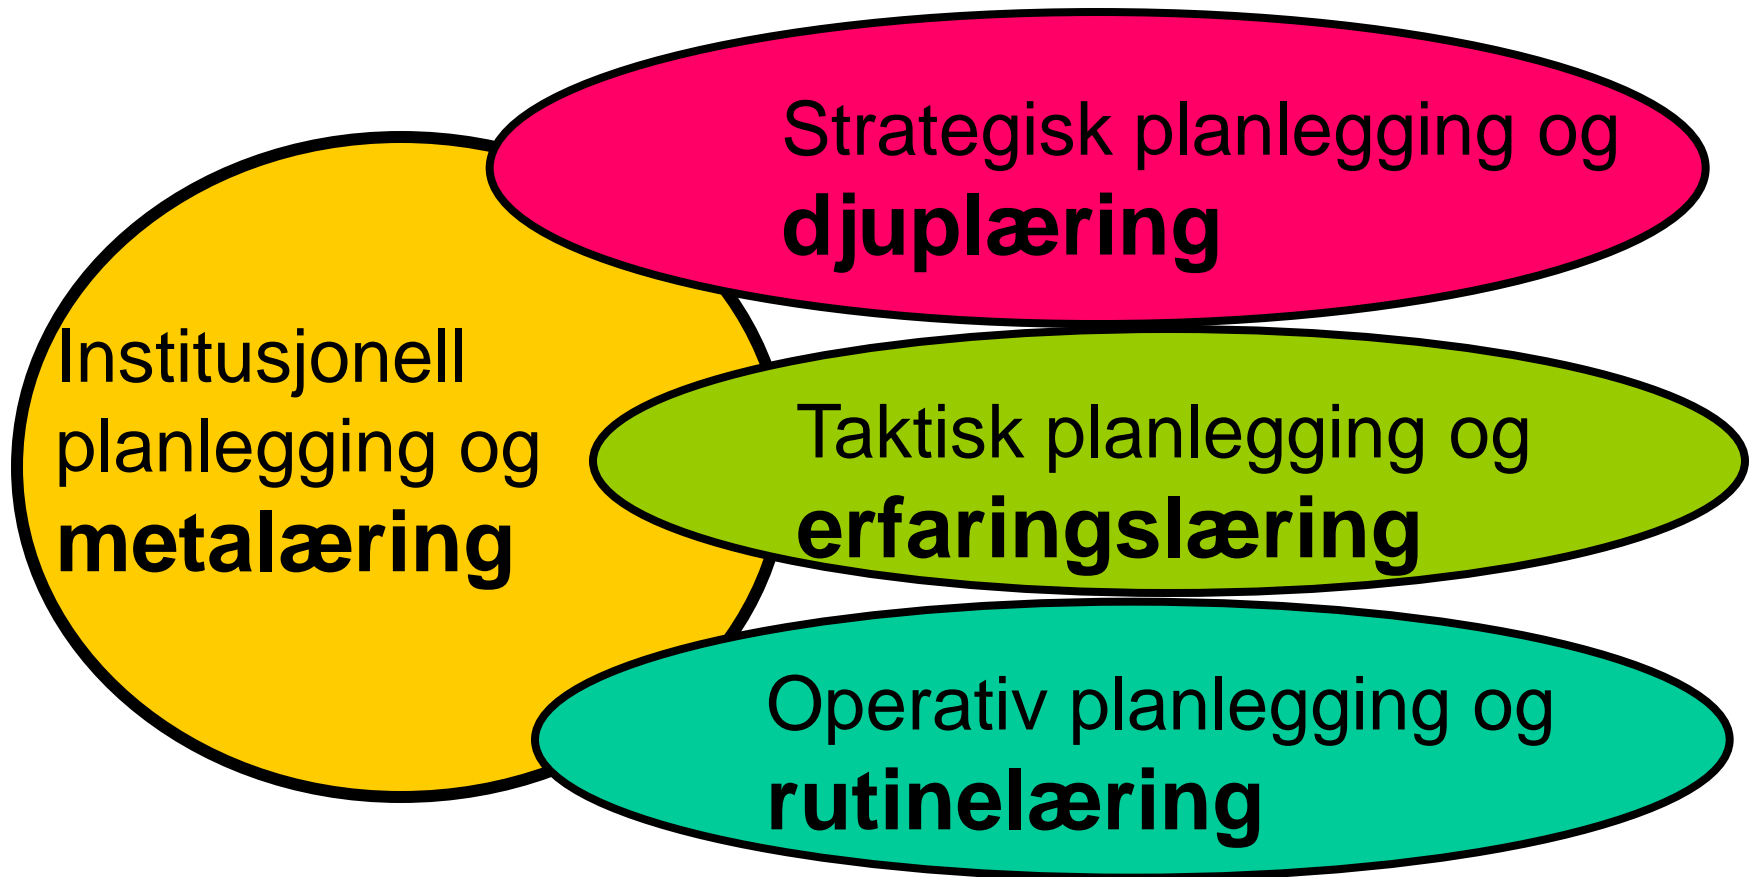 Institusjonell
planlegging og
metalæring
Strategisk planlegging og
djuplæring
Taktisk planlegging og
erfaringslæring
Operativ planlegging og
rutinelæring